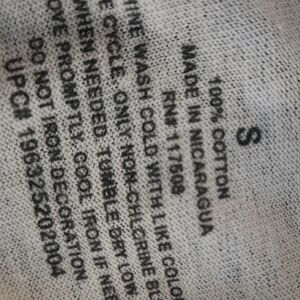 S
100% COTTON
MADE IN NICARAGUA
RN# 117508
INE WASH COLD WITH LIKE COLO
E CYCLE, ONLY NON-CHLORINE BL
WHEN NEEDED, TUMBLE DRY LOW
OVE PROMPTLY, COOL IRON IF NE
DO NOT IRON DECORATION
UPC# 196325202004